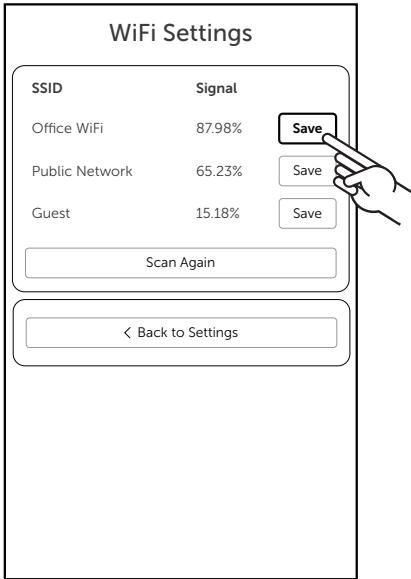 WiFi Settings
SSID Signal
Office WiFi 87.98% Save
Public Network 65.23% Save
Guest 15.18% Save
Scan Again
< Back to Settings